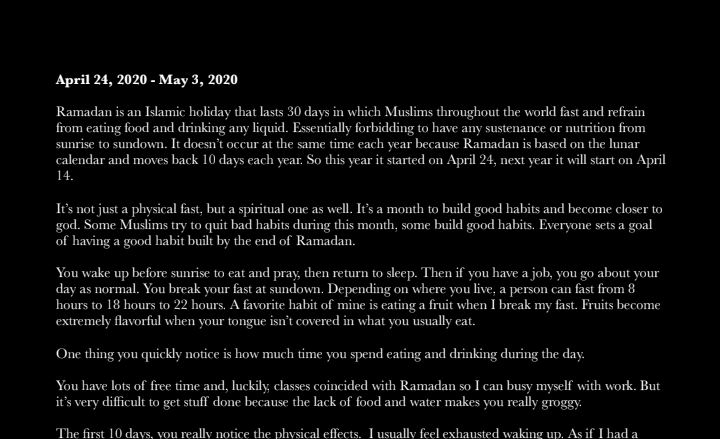 April 24, 2020 - May 3, 2020
Ramadan is an Islamic holiday that lasts 30 days in which Muslims throughout the world fast and refrain
from eating food and drinking any liquid. Essentially forbidding to have any sustenance or nutrition from
sunrise to sundown. It doesn't occur at the same time each year because Ramadan is based on the lunar
calendar and moves back 10 days each year. So this year it started on April 24, next year it will start on April
14.
It's not just a physical fast, but a spiritual one as well. It's a month to build good habits and become closer to
god. Some Muslims try to quit bad habits during this month, some build good habits. Everyone sets a goal
of having a good habit built by the end of Ramadan.
You wake up before sunrise to eat and pray, then return to sleep. Then if you have a job, you go about your
day as normal. You break your fast at sundown. Depending on where you live, a person can fast from 8
hours to 18 hours to 22 hours. A favorite habit of mine is eating a fruit when I break my fast. Fruits become
extremely flavorful when your tongue isn't covered in what you usually eat.
One thing you quickly notice is how much time you spend eating and drinking during the day.
You have lots of free time and, luckily, classes coincided with Ramadan so I can busy myself with work. But
it's very difficult to get stuff done because the lack of food and water makes you really groggy.
The first 10 days, you really notice the physical effects. I usually feel exhausted waking up. As if I had a